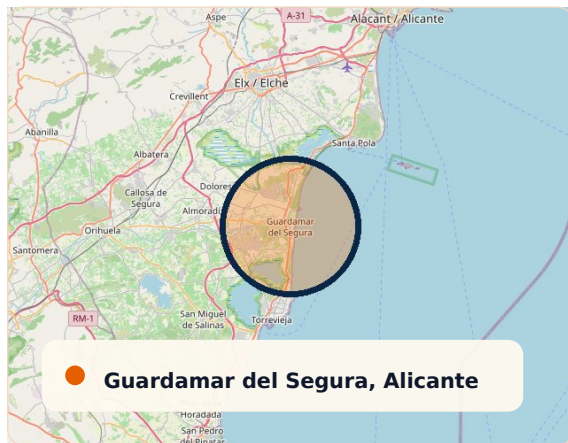 Aspe
A-31
Alacant / Alicante
Elx / Elche
Crevillent
Abanilla
Santa Pola
Albatera
Dolores
Callosa de
Segura
Almoradí
Guardamar
del Segura
Orihuela
Santomera
San Miguel
de Salinas
RM-1
Torrevieja
Guardamar del Segura, Alicante
Horadada
San Pedro
del Pinatar